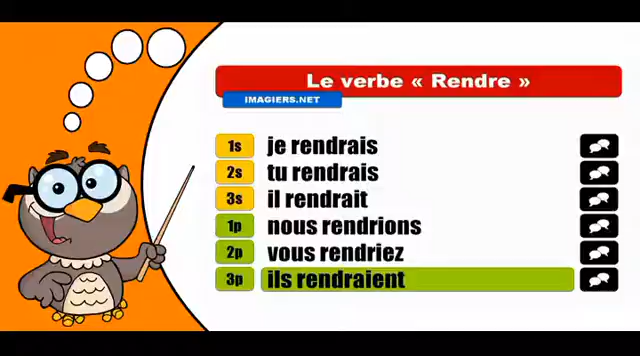 Le verbe « Rendre »
IMAGIERS.NET
1s je rendrais
2s tu rendrais
3s il rendrait
1p nous rendrions
2p vous rendriez
3p ils rendraient